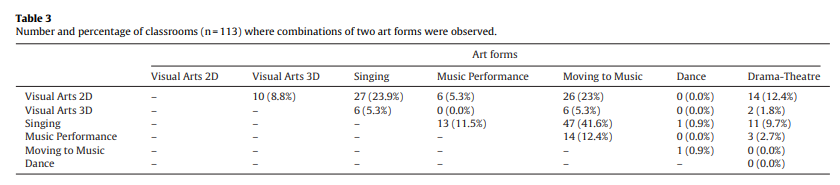 Table 3
Number and percentage of classrooms (n = 113) where combinations of two art forms were observed.
Art forms
Visual Arts 2D Visual Arts 3D Singing Music Performance Moving to Music Dance Drama-Theatre
Visual Arts 2D – 10 (8.8%) 27 (23.9%) 6 (5.3%) 26 (23%) 0 (0.0%) 14 (12.4%)
Visual Arts 3D – – 6 (5.3%) 0 (0.0%) 6 (5.3%) 0 (0.0%) 2 (1.8%)
Singing – – – 13 (11.5%) 47 (41.6%) 1 (0.9%) 11 (9.7%)
Music Performance – – – – 14 (12.4%) 0 (0.0%) 3 (2.7%)
Moving to Music – – – – – 1 (0.9%) 0 (0.0%)
Dance – – – – – – 0 (0.0%)